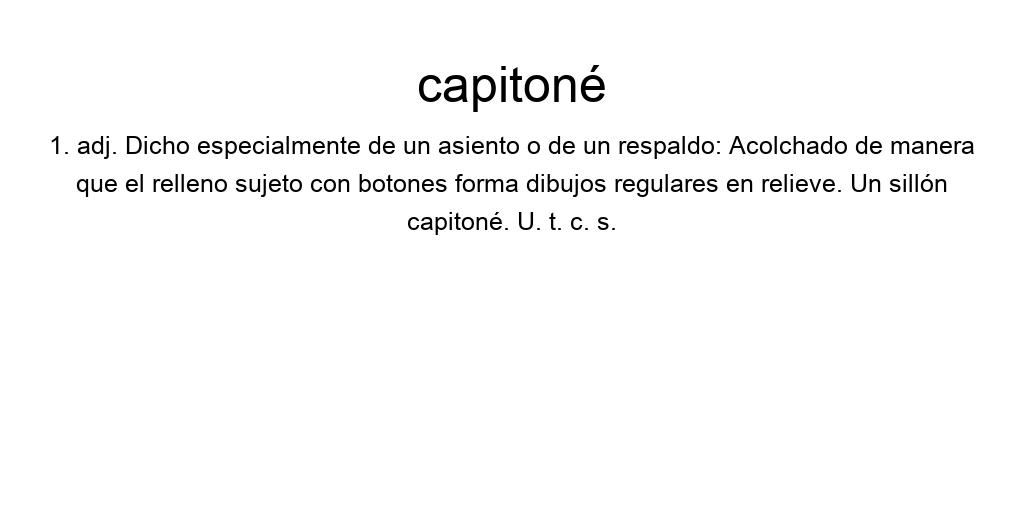 capitoné
1. adj. Dicho especialmente de un asiento o de un respaldo: Acolchado de manera
que el relleno sujeto con botones forma dibujos regulares en relieve. Un sillón
capitoné. U. t. c. s.